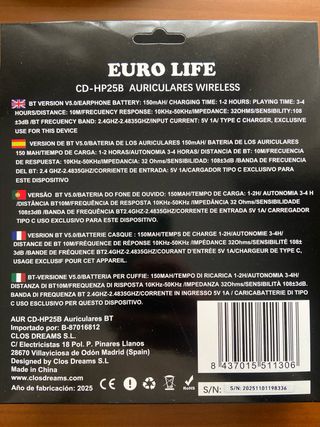 EURO LIFE
CD-HP25B AURICULARES WIRELESS
BT VERSION V5.0/EARPHONE BATTERY: 150mAH/ CHARGING TIME: 1-2 HOURS; PLAYING TIME: 3-4
HOURS/DISTANCE: 10M/FREQUENCY RESPONSE: 10KHz-50KHz/IMPEDANCE: 32OHMS/SENSIBILITY:108
±3dB /BT FREQUENCY BAND: 2.4GHZ-2.4835GHZ/INPUT CURRENT: 5V 1A/ TYPE C CHARGER, EXCLUSIVE
USE FOR THIS DEVICE
VERSION DE BT V5.0/BATERIA DE LOS AURICULARES 150mAH/ BATERIA DE LOS AURICULARES
150 MAH/TIEMPO DE CARGA: 1-2 HORAS/AUTONOMIA 3-4 HORAS/ DISTANCIA DE BT: 10M/FRECUENCIA
DE RESPUESTA: 10KHz-50KHz/IMPEDANCIA: 32 Ohms/SENSIBILIDAD: 108±3dB /BANDA DE FRECUENCIA
DEL BT: 2.4 GHZ-2.4835GHZ/CORRIENTE DE ENTRADA: 5V 1A/CARGADOR TIPO C EXCLUSIVO PARA
ESTE DISPOSITIVO
VERSÃO BT V5.0/BATERIA DO FONE DE OUVIDO: 150MAH/TEMPO DE CARGA: 1-2H/ AUTONOMIA 3-4 H
/DISTÂNCIA BT10M/FREQUÊNCIA DE RESPOSTA 10KHz-50KHz/IMPEDANCIA 32 Ohms/SENSIBILIDADE
108±3dB/BANDA DE FREQUÊNCIA BT2.4GHZ-2.4835GHZ/CORRENTE DE ENTRADA 5V 1A/ CARREGADOR
TIPO C USO EXCLUSIVO PARA ESTE DISPOSITIVO.
VERSION BT V5.0/BATTERIE CASQUE : 150MAH/TEMPS DE CHARGE 1-2H/ AUTONOMIE 3-4H/
DISTANCE DE BT 10M/FRÉQUENCE DE RÉPONSE 10KHz-50KHz /IMPÉDANCE 32 Ohms/SENSIBILITÉ 108±
3dB/ BANDE DE FRÉQUENCE BT2.4GHZ-2.4835GHZ/COURANT D'ENTRÉE 5V 1A/CHARGEUR DE TYPE C,
USAGE EXCLUSIF POUR CET APPAREIL.
BT-VERSIONE V5.0/BATTERIA PER CUFFIE: 150MAH/TEMPO DI RICARICA 1-2H/ AUTONOMIA 3-4H/
DISTANZA DI BT10M/FREQUENZA DI RISPOSTA 10KHz-50KHz /IMPEDANZA 32 Ohms/SENSIBILITÀ 108±3dB/
BANDA DI FREQUENZA BT 2.4GHZ-2.4835GHZ/CORRENTE IN INGRESSO 5V 1A / CARICABATTERIE DI TIPO
C USO ESCLUSIVO PER QUESTO DISPOSITIVO.
AUR CD-HP25B Auriculares BT
Importado por: B-87016812
CLOS DREAMS S.L.
C/ Electricistas 18 Pol. P. Pinares Llanos
28670 Villaviciosa de Odón Madrid (Spain)
Designed by Clos Dreams S.L.
Made in China
www.closdreams.com
Año de fabricación: 2025
CE
8 437015 511306
S/N: S/N: 20251101198336